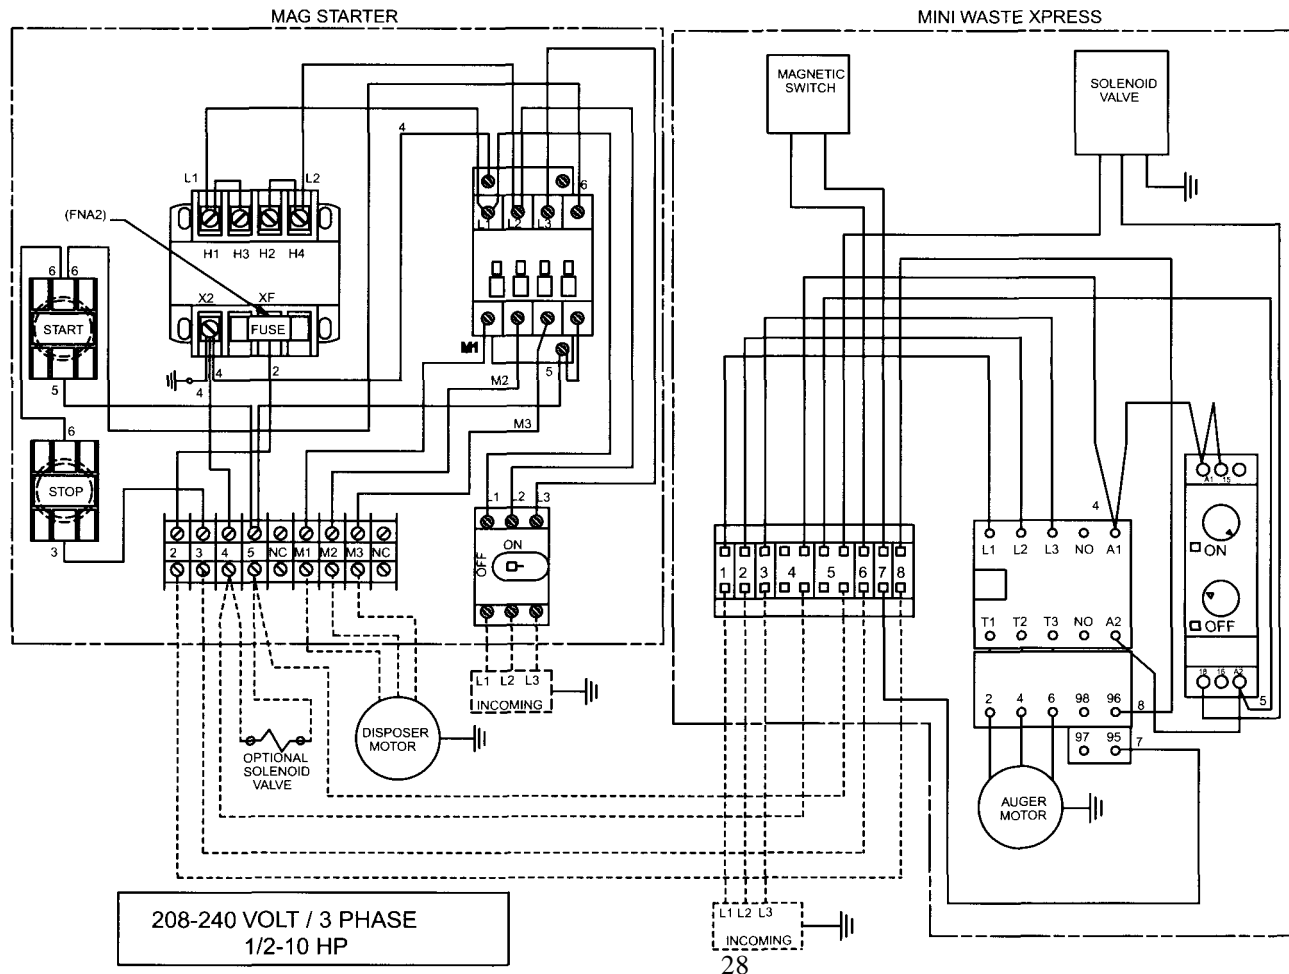 MAG STARTER
MINI WASTE XPRESS
MAGNETIC
SWITCH
SOLENOID
VALVE
4
L1
L2
6
(FNA2)
L1
L2
L3
H1 H3 H2 H4
6 6
X2
XF
START
FUSE
M1
5
4
4
2
5
M2
M3
6
STOP
3
L1 L2 L3
ON
OFF
2 3 4 5 NC M1 M2 M3 NC
1 2 3 4 5 6 7 8
4
L1 L2 L3 NO A1
T1 T2 T3 NO A2
A1 15
ON
OFF
18 16 A2
5
2 4 6 98 96
8
97 95
7
L1 L2 L3
INCOMING
DISPOSER
MOTOR
OPTIONAL
SOLENOID
VALVE
AUGER
MOTOR
L1 L2 L3
INCOMING
208-240 VOLT / 3 PHASE
1/2-10 HP
28